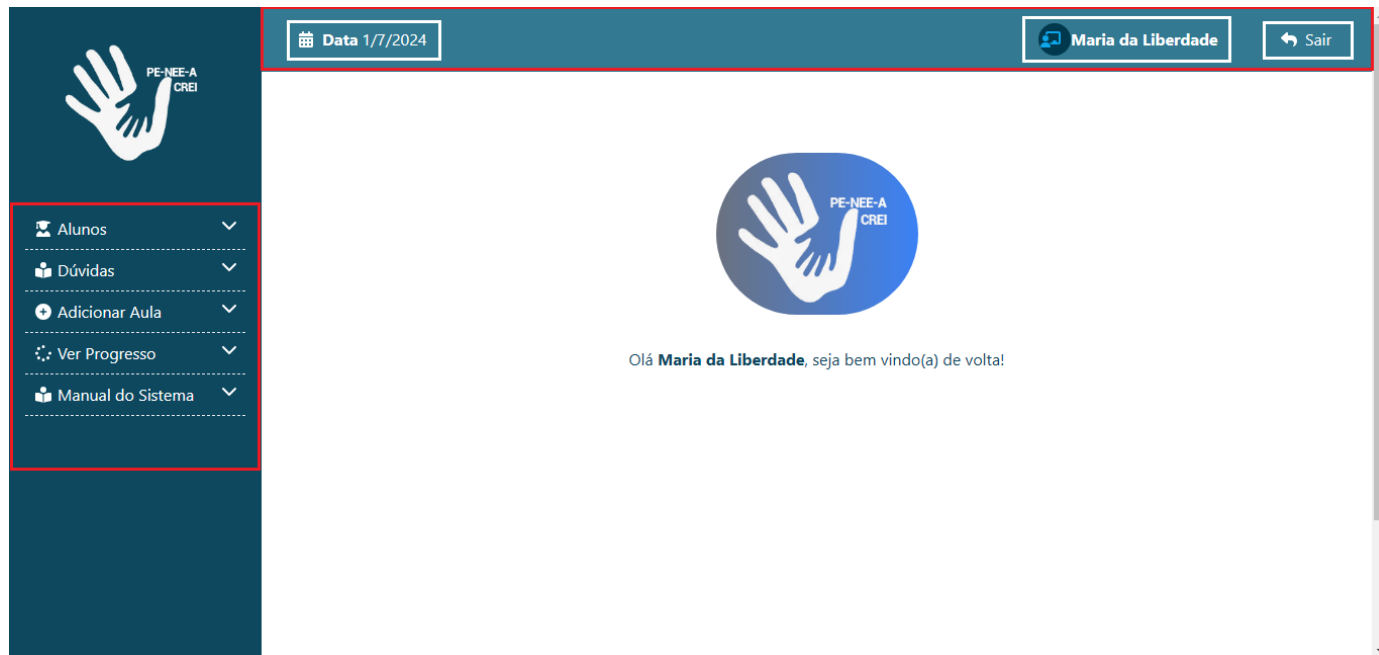 PE-NEE-A
CREI
Data 1/7/2024
Maria da Liberdade
Sair
Alunos
Dúvidas
Adicionar Aula
Ver Progresso
Manual do Sistema
PE-NEE-A
CREI
Olá Maria da Liberdade, seja bem vindo(a) de volta!